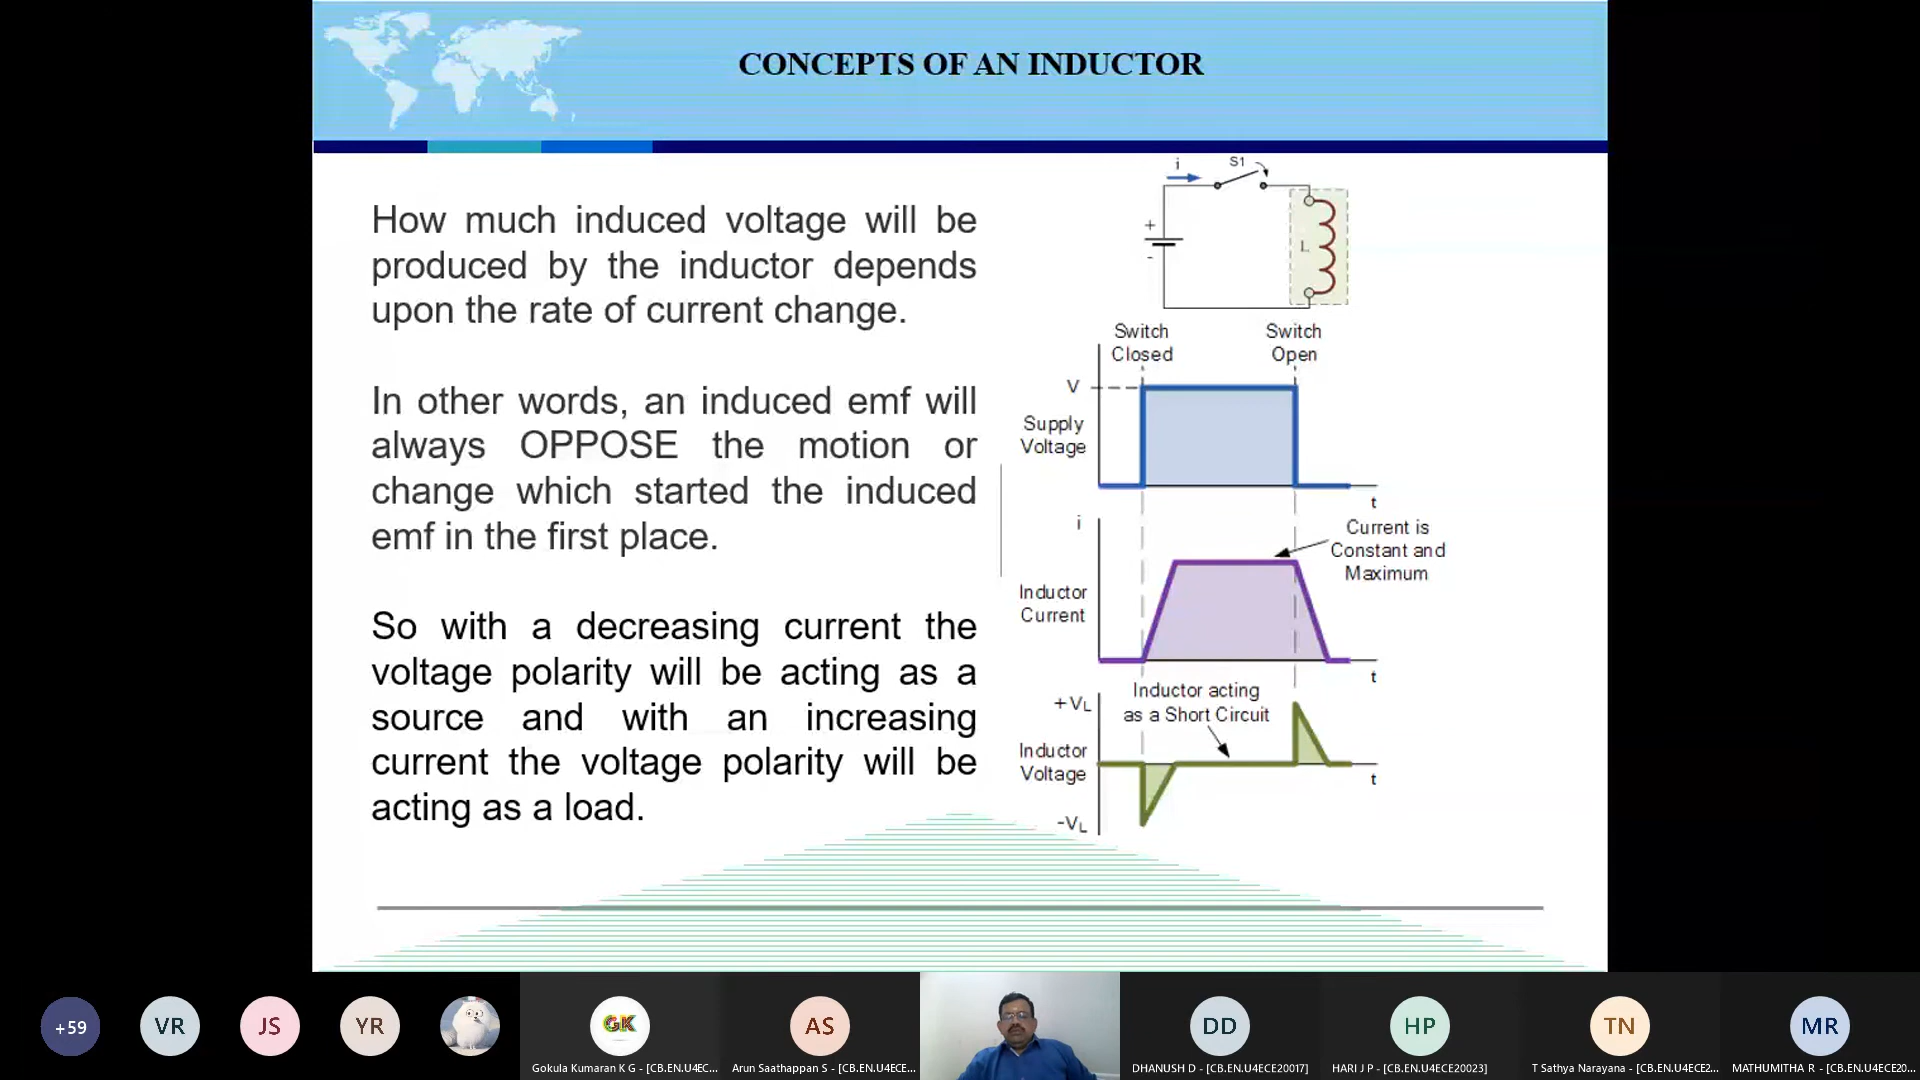 CONCEPTS OF AN INDUCTOR
How much induced voltage will be
produced by the inductor depends
upon the rate of current change.
In other words, an induced emf will
always OPPOSE the motion or
change which started the induced
emf in the first place.
So with a decreasing current the
voltage polarity will be acting as a
source and with an increasing
current the voltage polarity will be
acting as a load.
i
S1
+
-
L
Switch
Closed
Switch
Open
V
Supply
Voltage
t
i
Current is
Constant and
Maximum
Inductor
Current
t
+VL
Inductor acting
as a Short Circuit
Inductor
Voltage
t
-VL
+59
VR
JS
YR
GK
AS
DD
HP
TN
MR
Gokula Kumaran K G - [CB.EN.U4EC...
Arun Saathappan S - [CB.EN.U4ECE...
DHANUSH D - [CB.EN.U4ECE20017]
HARI J P - [CB.EN.U4ECE20023]
T Sathya Narayana - [CB.EN.U4ECE2...
MATHUMITHA R - [CB.EN.U4ECE20...